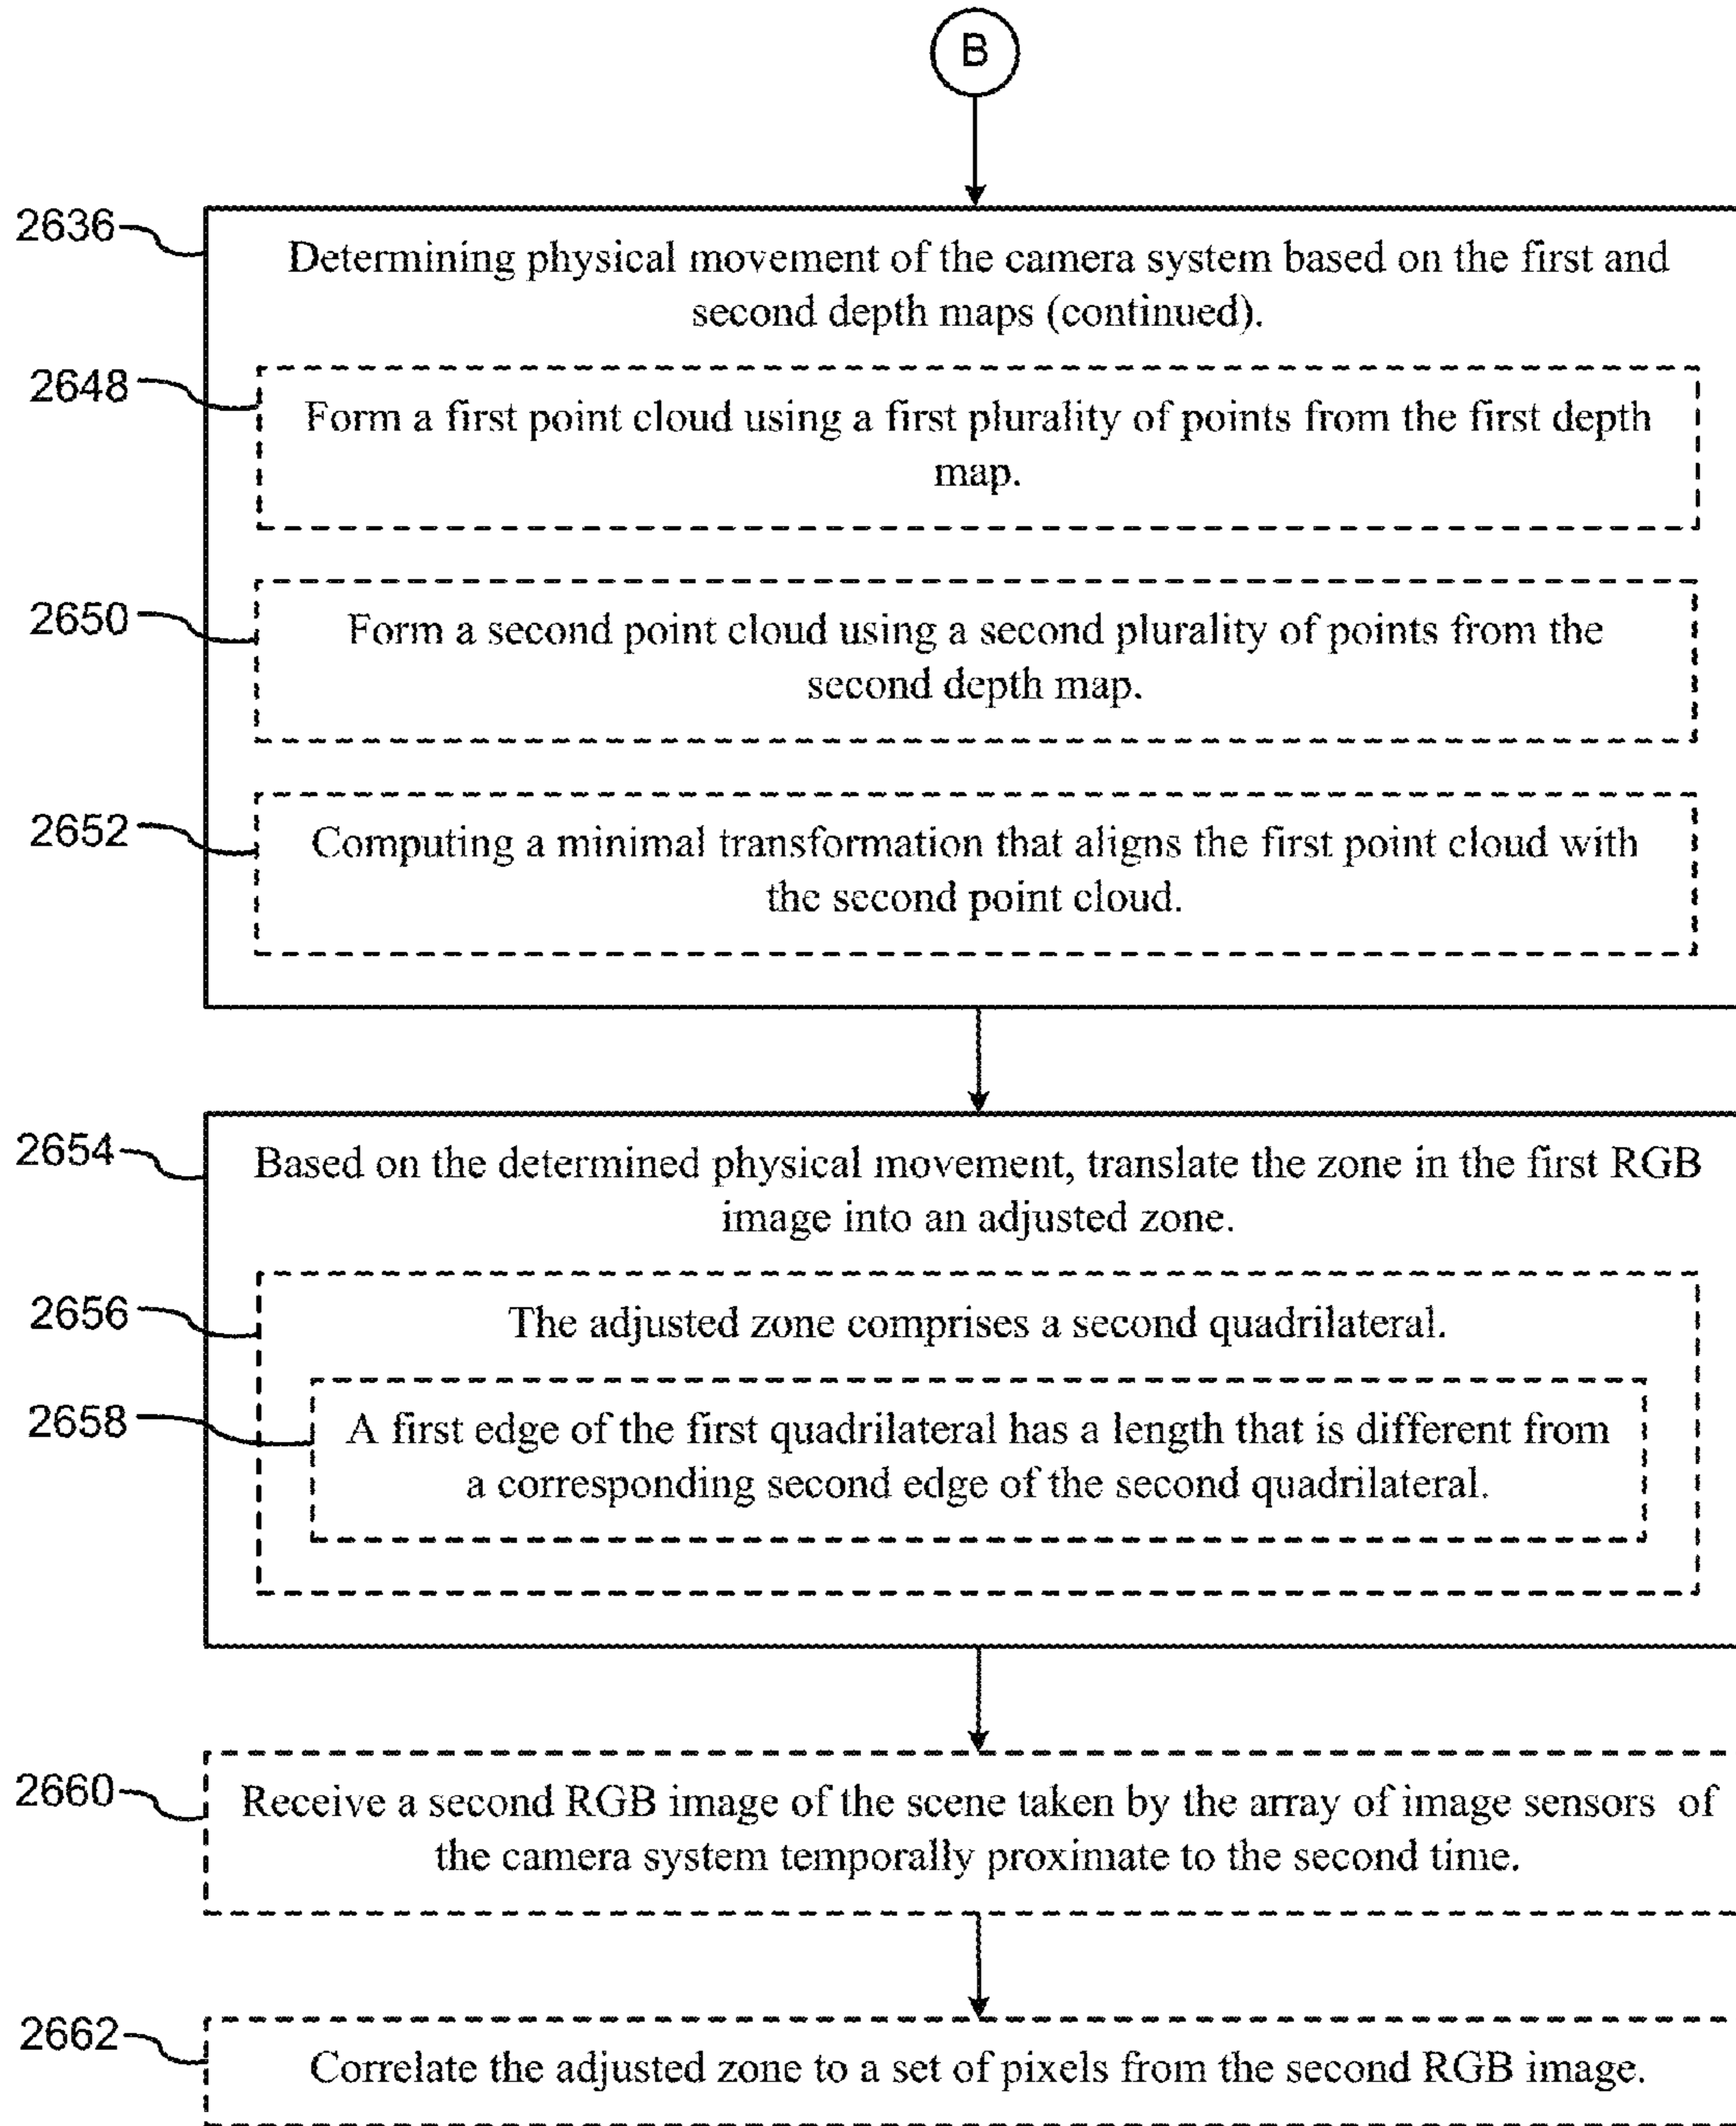 B
2636
Determining physical movement of the camera system based on the first and
second depth maps (continued).
2648
Form a first point cloud using a first plurality of points from the first depth
map.
2650
Form a second point cloud using a second plurality of points from the
second depth map.
2652
Computing a minimal transformation that aligns the first point cloud with
the second point cloud.
2654
Based on the determined physical movement, translate the zone in the first RGB
image into an adjusted zone.
2656
The adjusted zone comprises a second quadrilateral.
2658
A first edge of the first quadrilateral has a length that is different from
a corresponding second edge of the second quadrilateral.
2660
Receive a second RGB image of the scene taken by the array of image sensors of
the camera system temporally proximate to the second time.
2662
Correlate the adjusted zone to a set of pixels from the second RGB image.